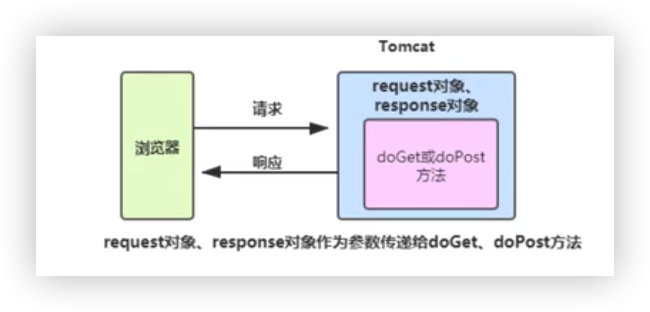 Tomcat
request对象、
response对象
请求
浏览器
doGet或doPost
方法
响应
request对象、response对象作为参数传递给doGet、doPost方法